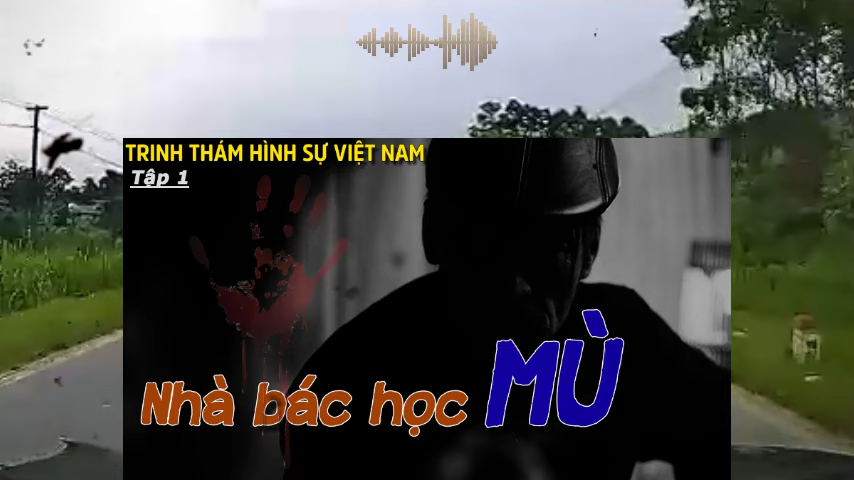 TRINH THÁM HÌNH SỰ VIỆT NAM
Tập 1
Nhà bác học MÙ